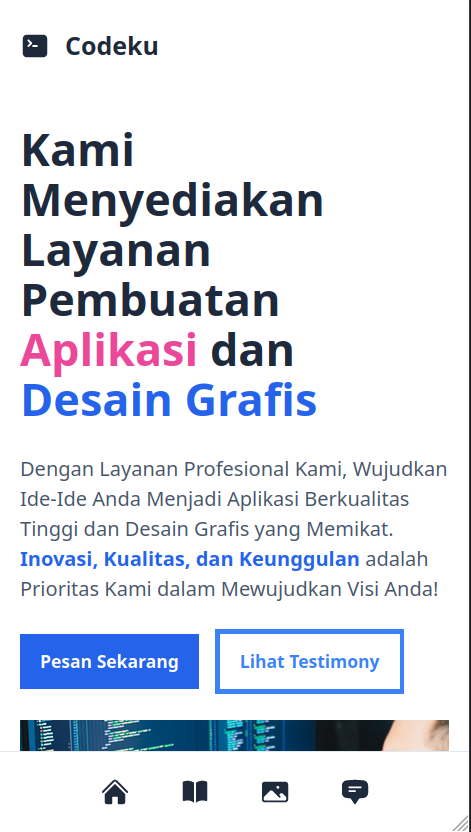 Codeku
Kami
Menyediakan
Layanan
Pembuatan
Aplikasi dan
Desain Grafis
Dengan Layanan Profesional Kami, Wujudkan
Ide-Ide Anda Menjadi Aplikasi Berkualitas
Tinggi dan Desain Grafis yang Memikat.
Inovasi, Kualitas, dan Keunggulan adalah
Prioritas Kami dalam Mewujudkan Visi Anda!
Pesan Sekarang
Lihat Testimony